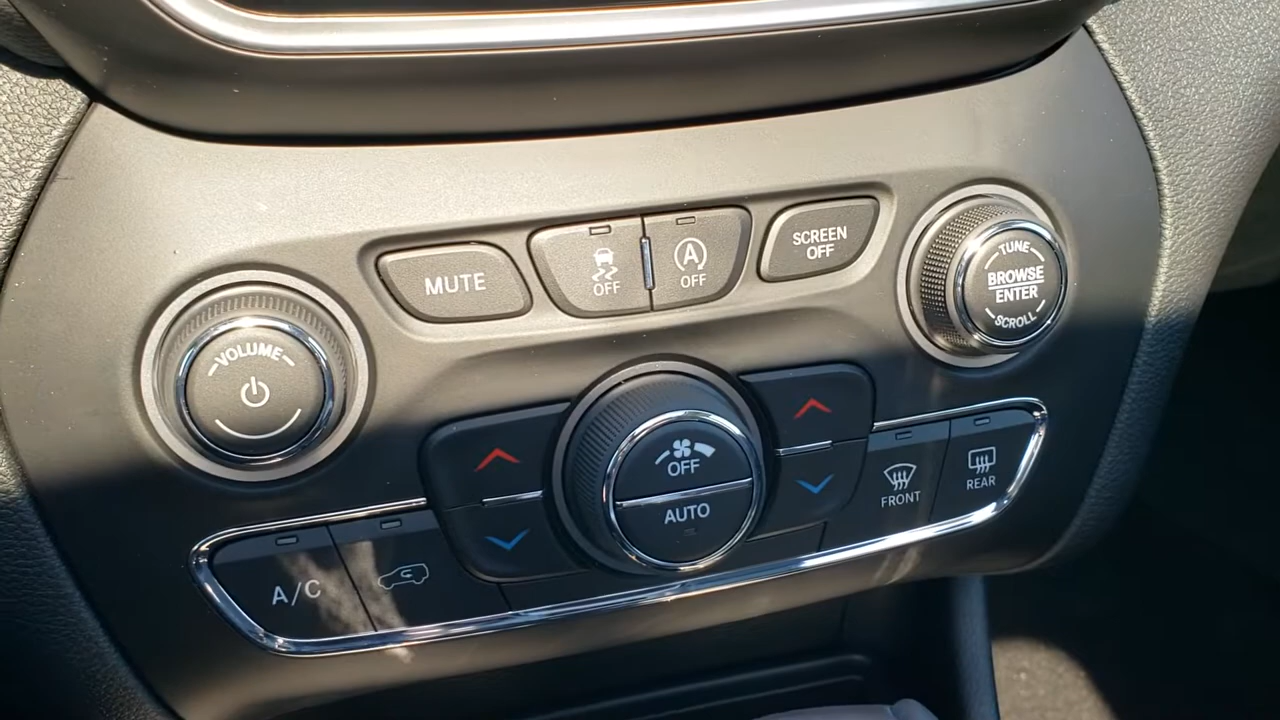 MUTE
OFF
A
OFF
SCREEN
OFF
TUNE
BROWSE
ENTER
SCROLL
VOLUME
OFF
AUTO
A/C
FRONT
REAR